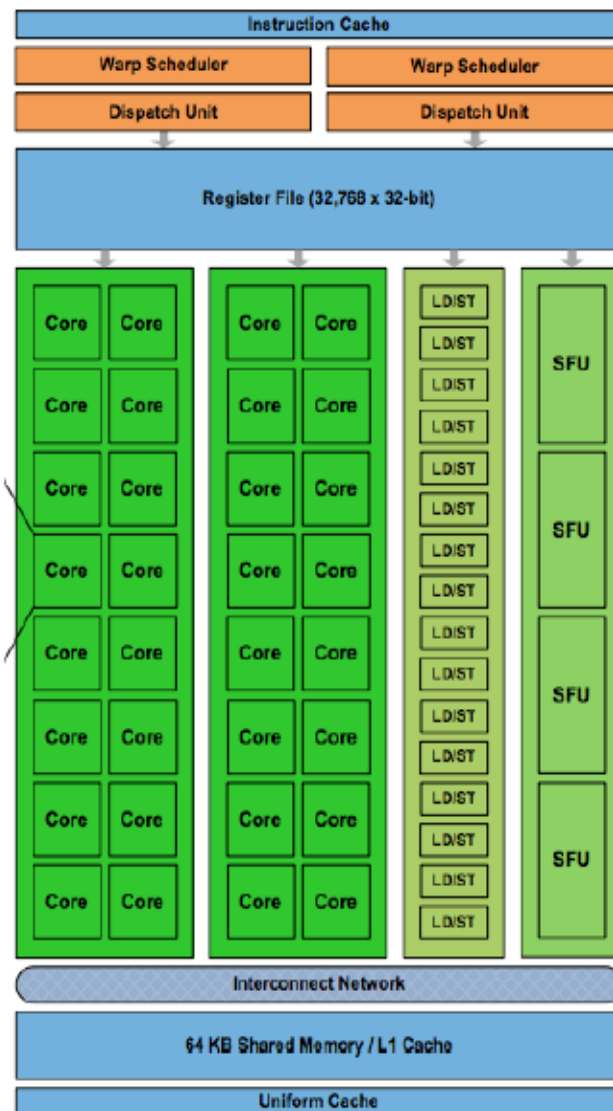 Instruction Cache
Warp Scheduler Warp Scheduler
Dispatch Unit Dispatch Unit
Register File (32,768 x 32-bit)
LD/ST
Core Core Core Core SFU
LD/ST
LD/ST
Core Core Core Core
LD/ST
LD/ST
Core Core Core Core
LD/ST
SFU
LD/ST
Core Core Core Core
LD/ST
LD/ST
Core Core Core Core
LD/ST
SFU
LD/ST
Core Core Core Core
LD/ST
LD/ST
Core Core Core Core
LD/ST
SFU
LD/ST
Core Core Core Core
LD/ST
Interconnect Network
64 KB Shared Memory / L1 Cache
Uniform Cache